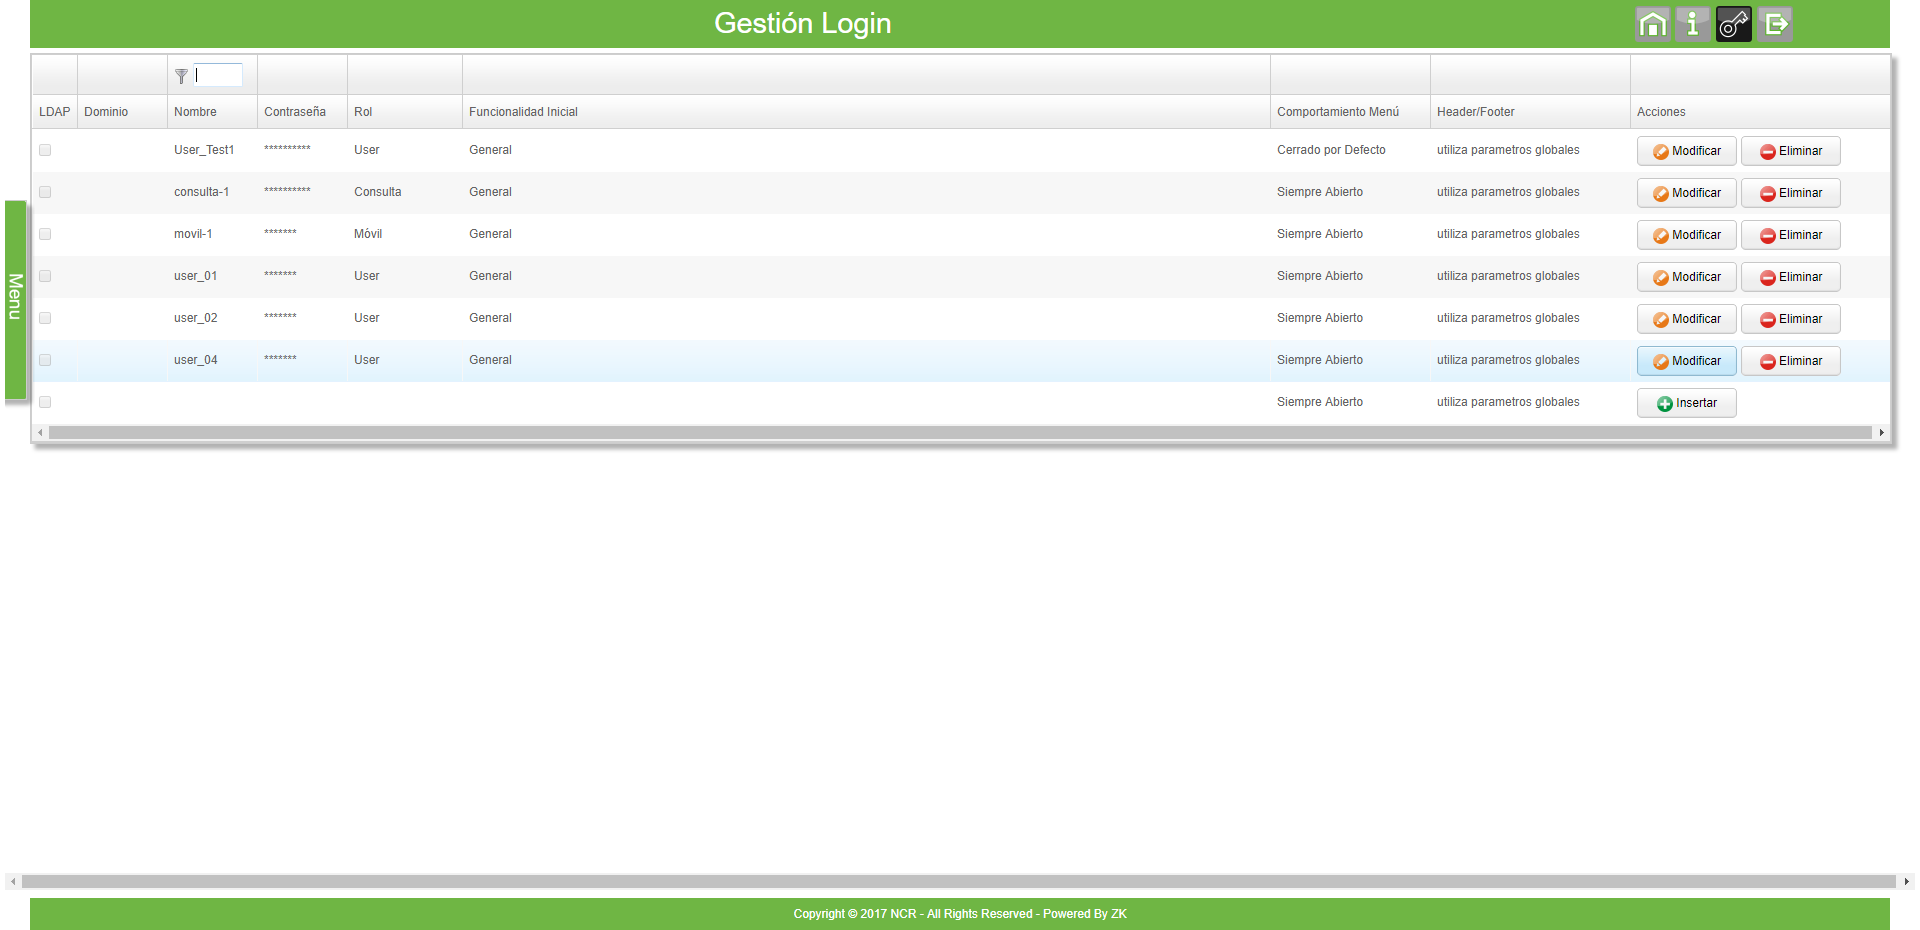 Gestión Login
LDAP Dominio Nombre Contraseña Rol Funcionalidad Inicial Comportamiento Menú Header/Footer Acciones
User_Test1 ********** User General Cerrado por Defecto utiliza parametros globales Modificar Eliminar
consulta-1 ********** Consulta General Siempre Abierto utiliza parametros globales Modificar Eliminar
movil-1 ******* Móvil General Siempre Abierto utiliza parametros globales Modificar Eliminar
user_01 ******* User General Siempre Abierto utiliza parametros globales Modificar Eliminar
Menu
user_02 ******* User General Siempre Abierto utiliza parametros globales Modificar Eliminar
user_04 ******* User General Siempre Abierto utiliza parametros globales Modificar Eliminar
Siempre Abierto utiliza parametros globales Insertar
Copyright © 2017 NCR - All Rights Reserved - Powered By ZK